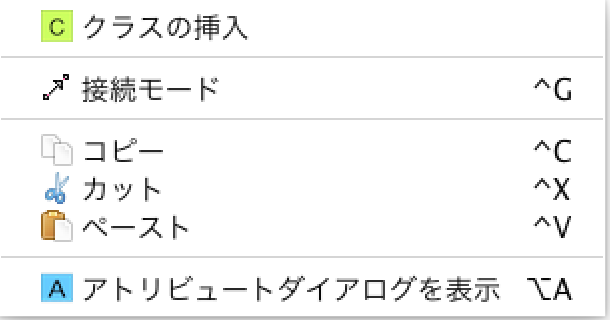 C クラスの挿入
接続モード ^G
コピー ^C
カット ^X
ペースト ^V
A アトリビュートダイアログを表示 ⌥A